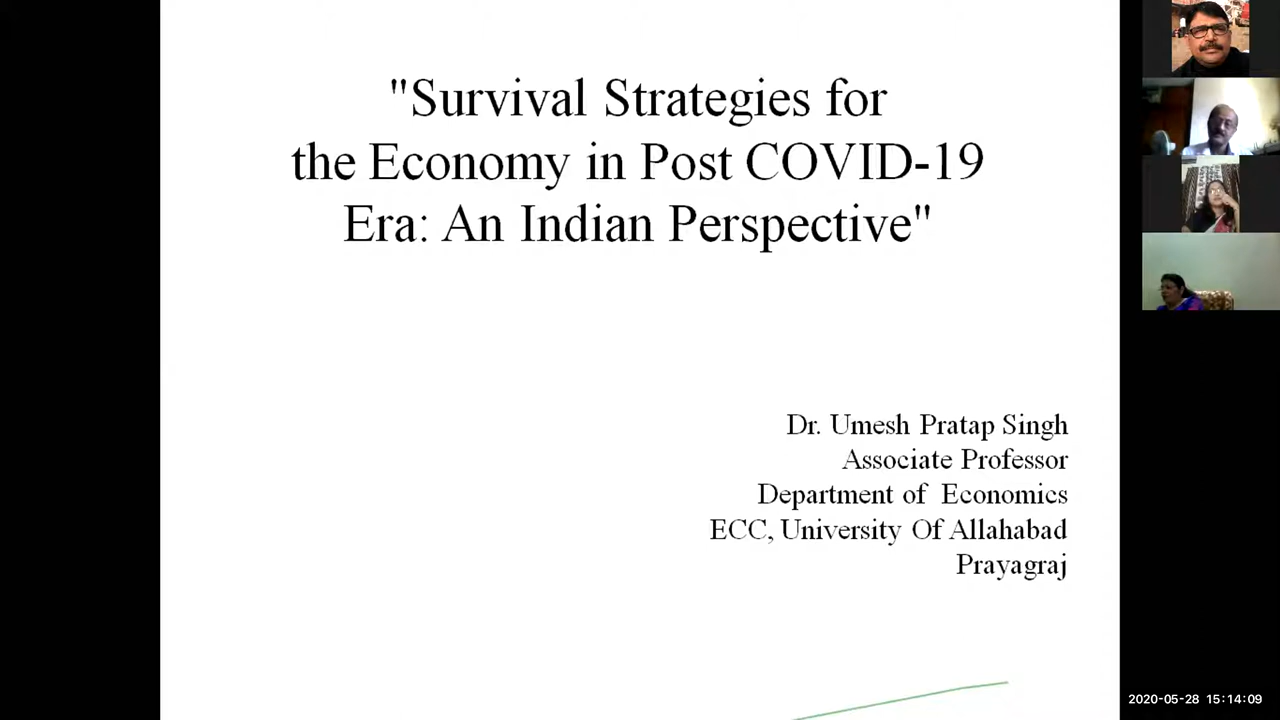 "Survival Strategies for
the Economy in Post COVID-19
Era: An Indian Perspective"
Dr. Umesh Pratap Singh
Associate Professor
Department of Economics
ECC, University Of Allahabad
Prayagraj
2020-05-28 15:14:09